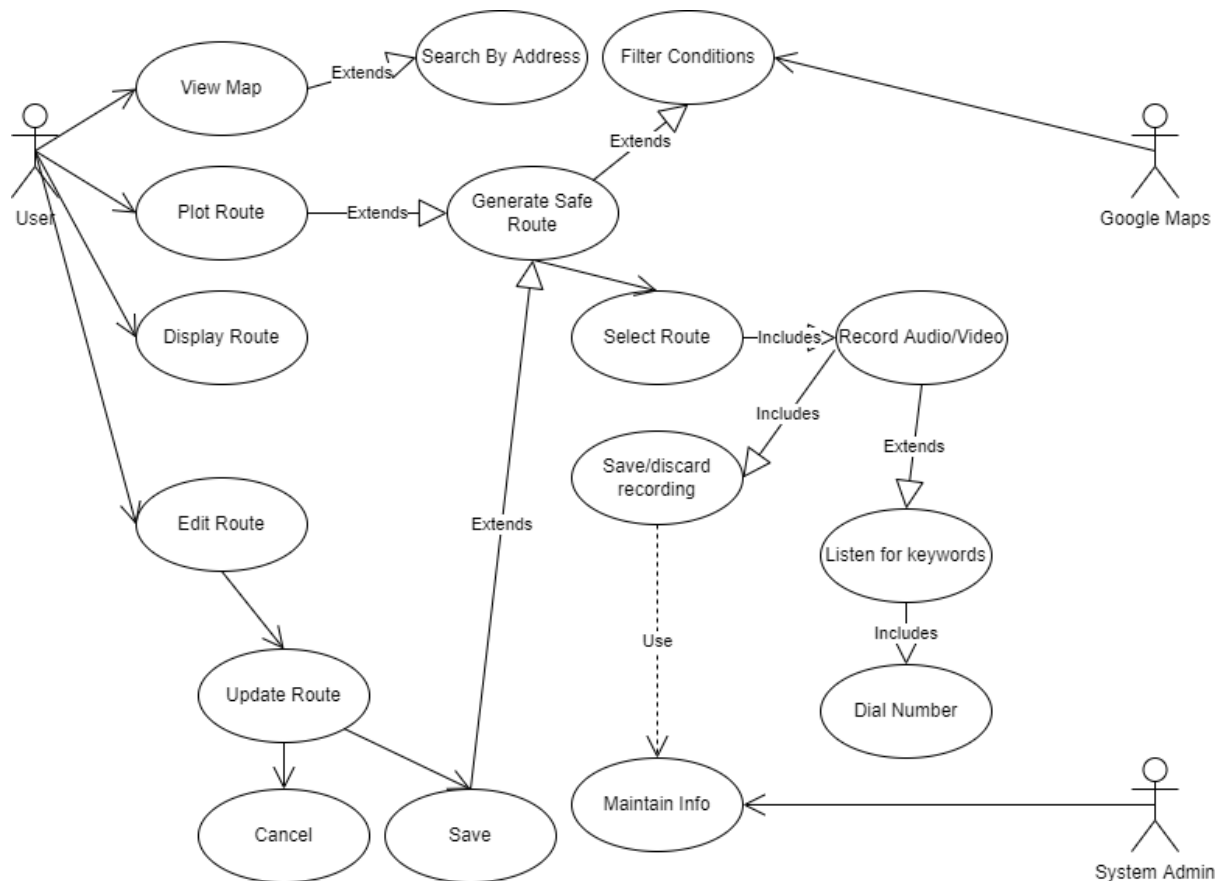 Search By Address
Filter Conditions
View Map
Extends
Extends
User
Plot Route
Extends
Generate Safe
Route
Google Maps
Display Route
Select Route
Includes
Record Audio/Video
Includes
Save/discard
recording
Extends
Edit Route
Extends
Listen for keywords
Use
Includes
Update Route
Dial Number
Cancel
Save
Maintain Info
System Admin